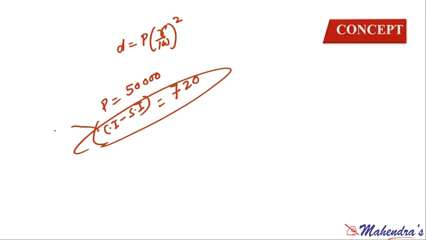 d = P(r/100)²
CONCEPT
P = 50000
(C.I - S.I) = 720
Mahendra's